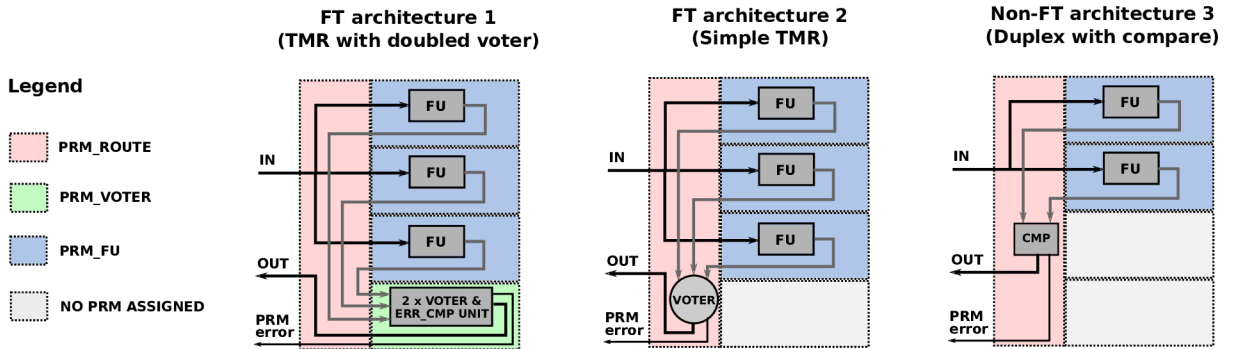 FT architecture 1
(TMR with doubled voter)
FT architecture 2
(Simple TMR)
Non-FT architecture 3
(Duplex with compare)
Legend
PRM_ROUTE
PRM_VOTER
PRM_FU
NO PRM ASSIGNED
FU
IN
FU
FU
OUT
2 x VOTER &
ERR_CMP UNIT
PRM
error
FU
IN
FU
FU
OUT
VOTER
PRM
error
FU
IN
FU
CMP
OUT
PRM
error